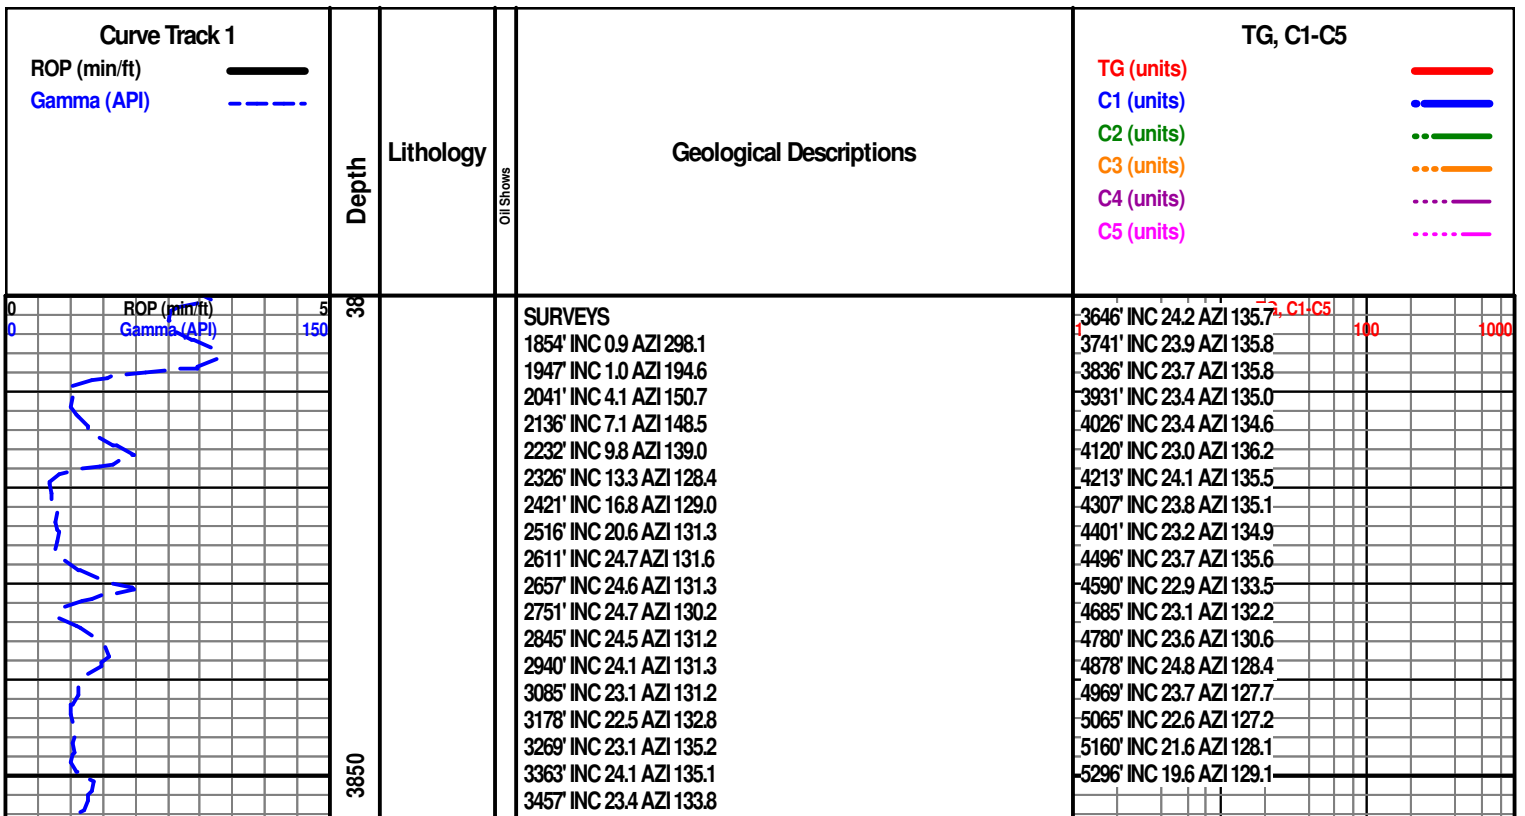 Curve Track 1
ROP (min/ft)
Gamma (API)
Depth
Lithology
Oil Shows
Geological Descriptions
TG, C1-C5
TG (units)
C1 (units)
C2 (units)
C3 (units)
C4 (units)
C5 (units)
0 ROP (min/ft) 5
0 Gamma (API) 150
38
3850
SURVEYS
1854' INC 0.9 AZI 298.1
1947' INC 1.0 AZI 194.6
2041' INC 4.1 AZI 150.7
2136' INC 7.1 AZI 148.5
2232' INC 9.8 AZI 139.0
2326' INC 13.3 AZI 128.4
2421' INC 16.8 AZI 129.0
2516' INC 20.6 AZI 131.3
2611' INC 24.7 AZI 131.6
2657' INC 24.6 AZI 131.3
2751' INC 24.7 AZI 130.2
2845' INC 24.5 AZI 131.2
2940' INC 24.1 AZI 131.3
3085' INC 23.1 AZI 131.2
3178' INC 22.5 AZI 132.8
3269' INC 23.1 AZI 135.2
3363' INC 24.1 AZI 135.1
3457' INC 23.4 AZI 133.8
C1-C5
1 100 1000
3646' INC 24.2 AZI 135.7
3741' INC 23.9 AZI 135.8
3836' INC 23.7 AZI 135.8
3931' INC 23.4 AZI 135.0
4026' INC 23.4 AZI 134.6
4120' INC 23.0 AZI 136.2
4213' INC 24.1 AZI 135.5
4307' INC 23.8 AZI 135.1
4401' INC 23.2 AZI 134.9
4496' INC 23.7 AZI 135.6
4590' INC 22.9 AZI 133.5
4685' INC 23.1 AZI 132.2
4780' INC 23.6 AZI 130.6
4878' INC 24.8 AZI 128.4
4969' INC 23.7 AZI 127.7
5065' INC 22.6 AZI 127.2
5160' INC 21.6 AZI 128.1
5296' INC 19.6 AZI 129.1